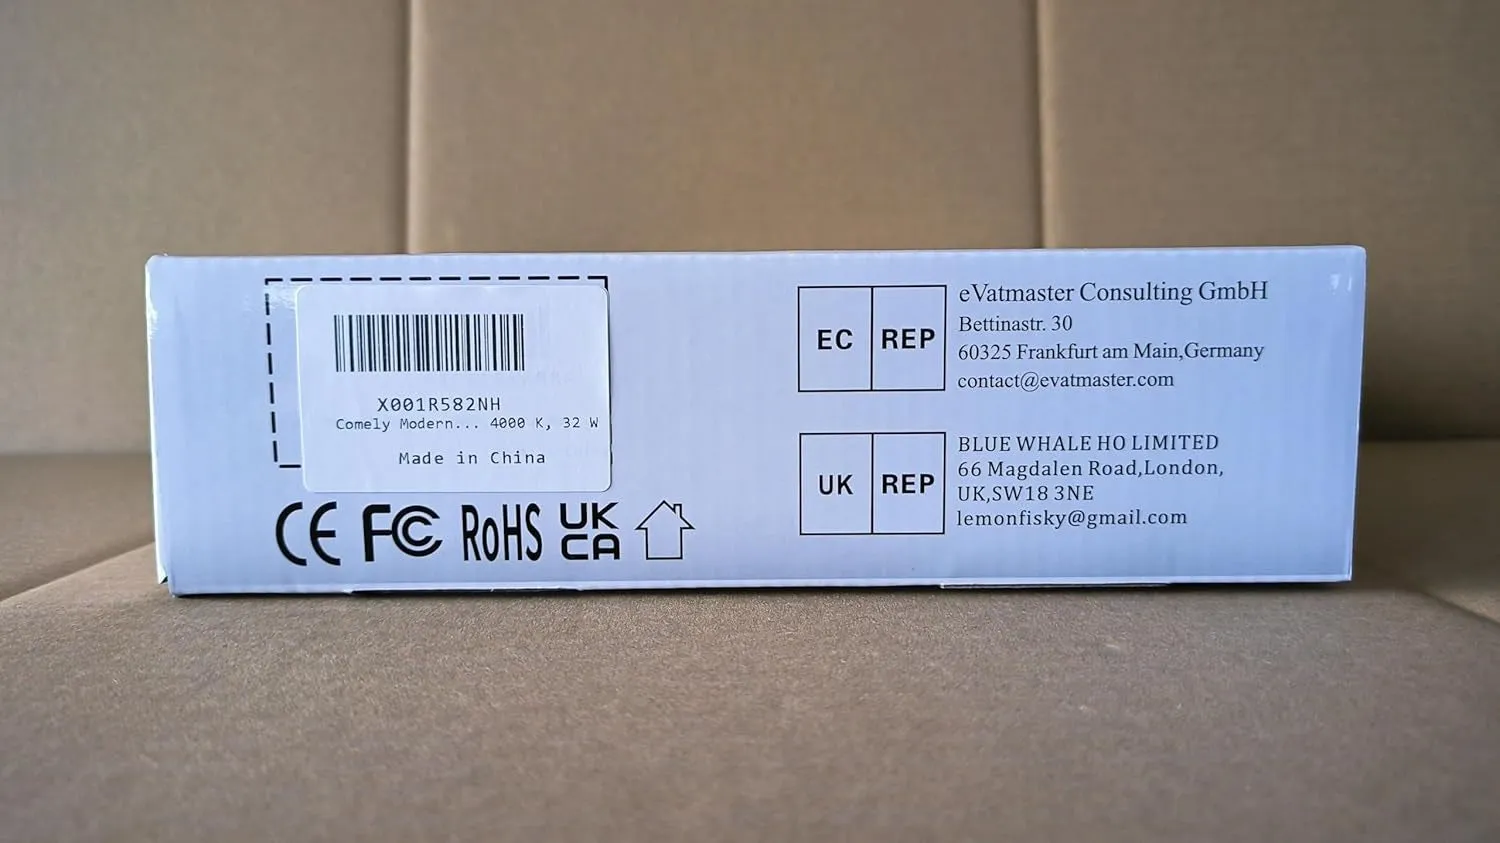 X001R582NH
Comely Modern... 4000 K, 32 W
Made in China
CE FC RoHS UK
CA
EC REP
eVatmaster Consulting GmbH
Bettinastr. 30
60325 Frankfurt am Main,Germany
contact@evatmaster.com
UK REP
BLUE WHALE HO LIMITED
66 Magdalen Road,London,
UK,SW18 3NE
lemonfisky@gmail.com